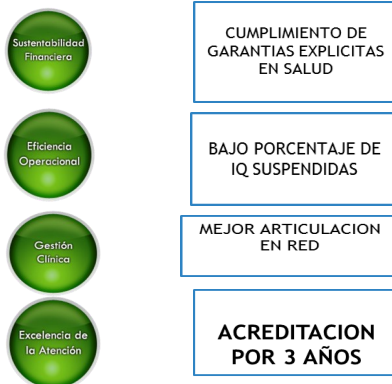 Sustentabilidad
Financiera
CUMPLIMIENTO DE
GARANTIAS EXPLICITAS
EN SALUD
Eficiencia
Operacional
BAJO PORCENTAJE DE
IQ SUSPENDIDAS
Gestión
Clínica
MEJOR ARTICULACION
EN RED
Excelencia de
la Atención
ACREDITACION
POR 3 AÑOS